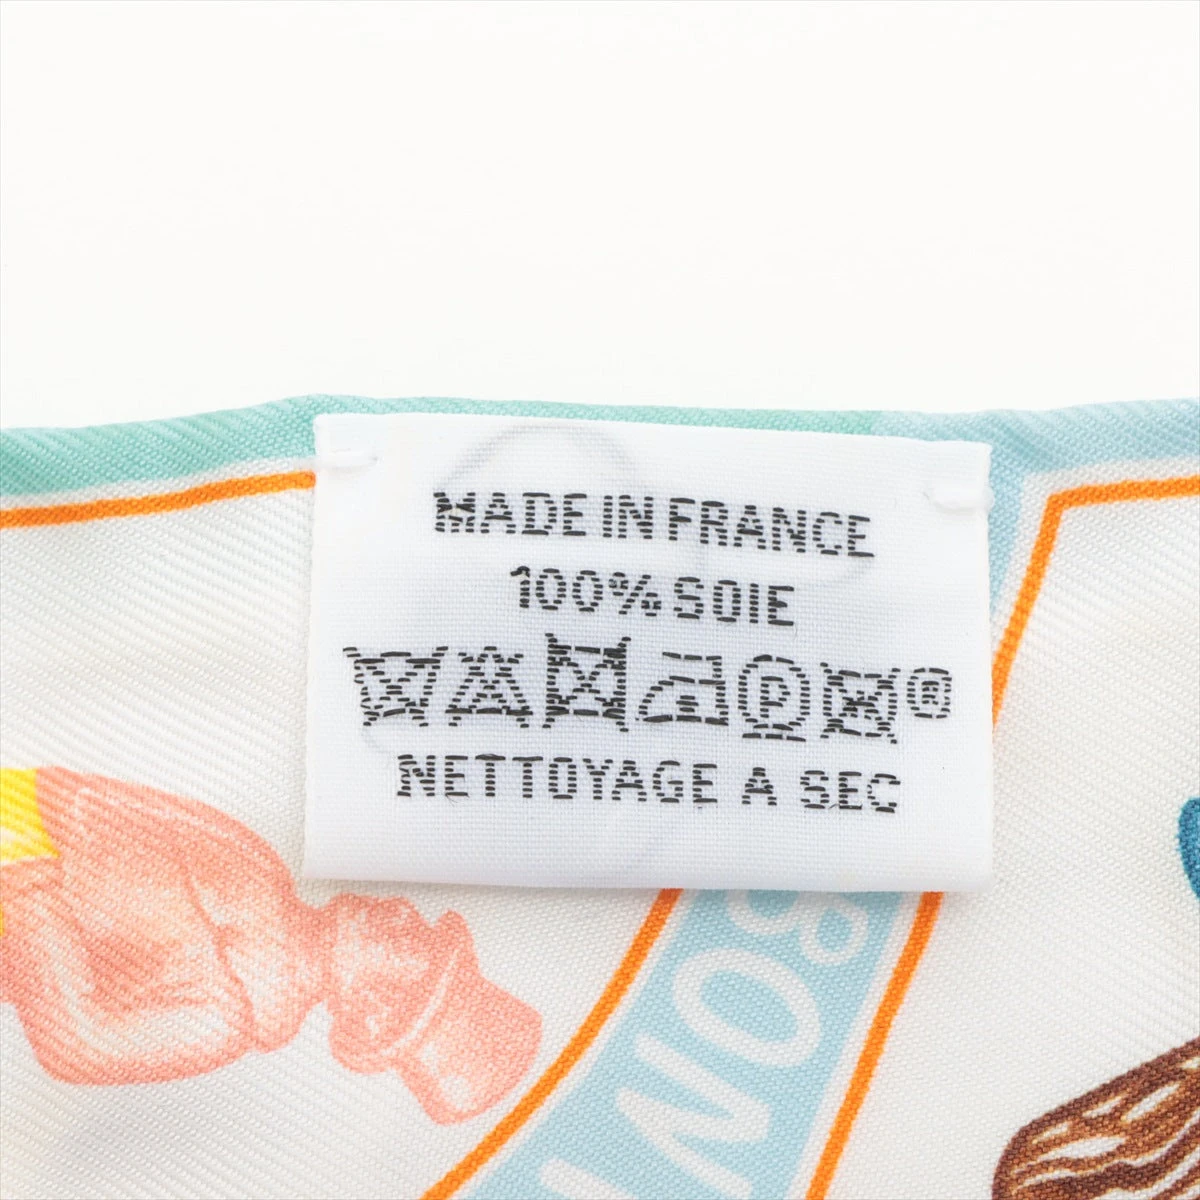 MADE IN FRANCE
100% SOIE
P ®
NETTOYAGE A SEC